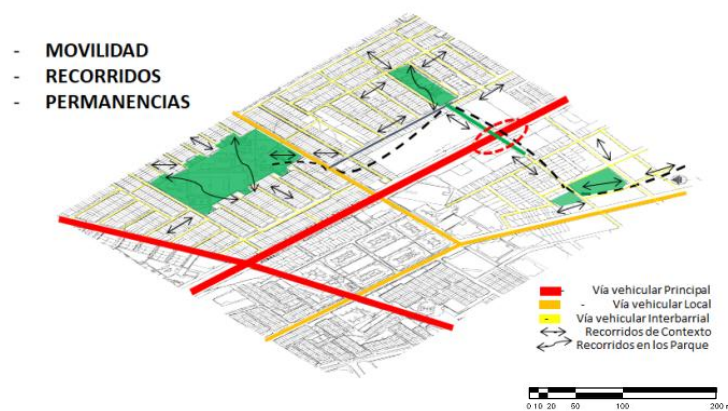 - MOVILIDAD
- RECORRIDOS
- PERMANENCIAS
- Vía vehicular Principal
- Vía vehicular Local
- Vía vehicular Interbarrial
Recorridos de Contexto
Recorridos en los Parque
0 10 20 50 100 200 m